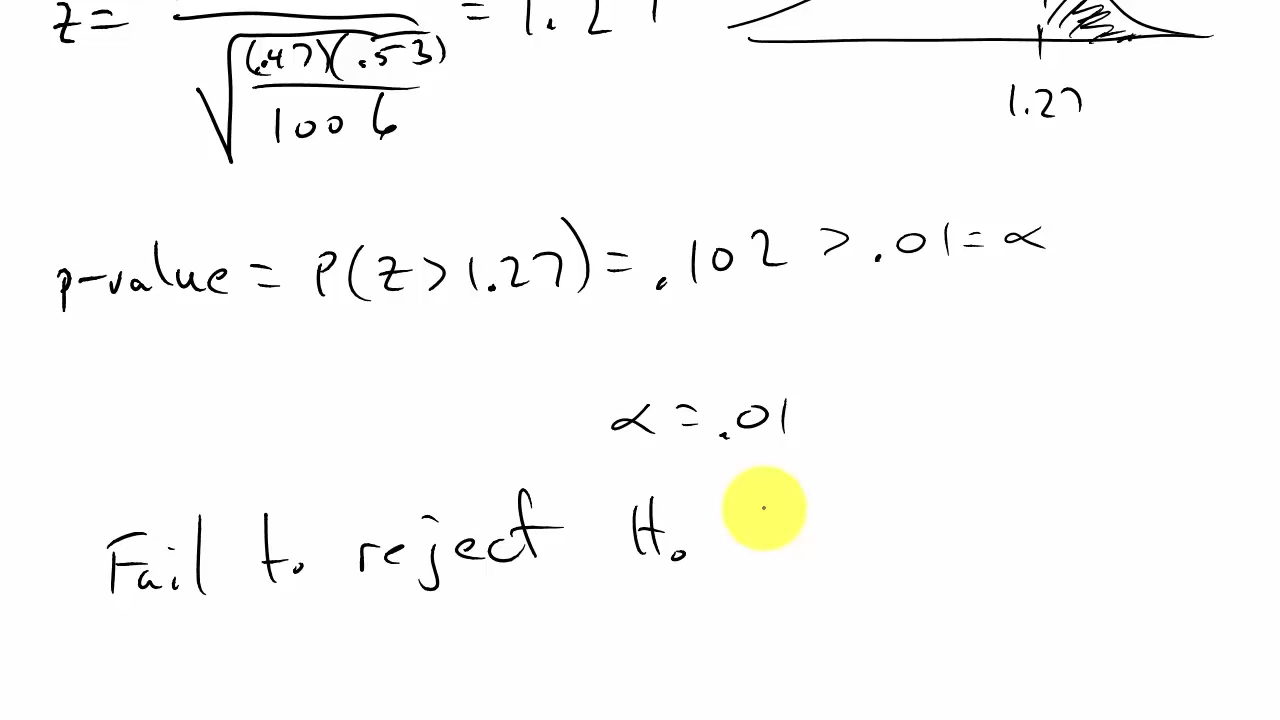 z = = 1.27
(.47)(.53)
1006
1.27
p-value = P(Z > 1.27) = .102 > .01 = α
α = .01
Fail to reject H₀